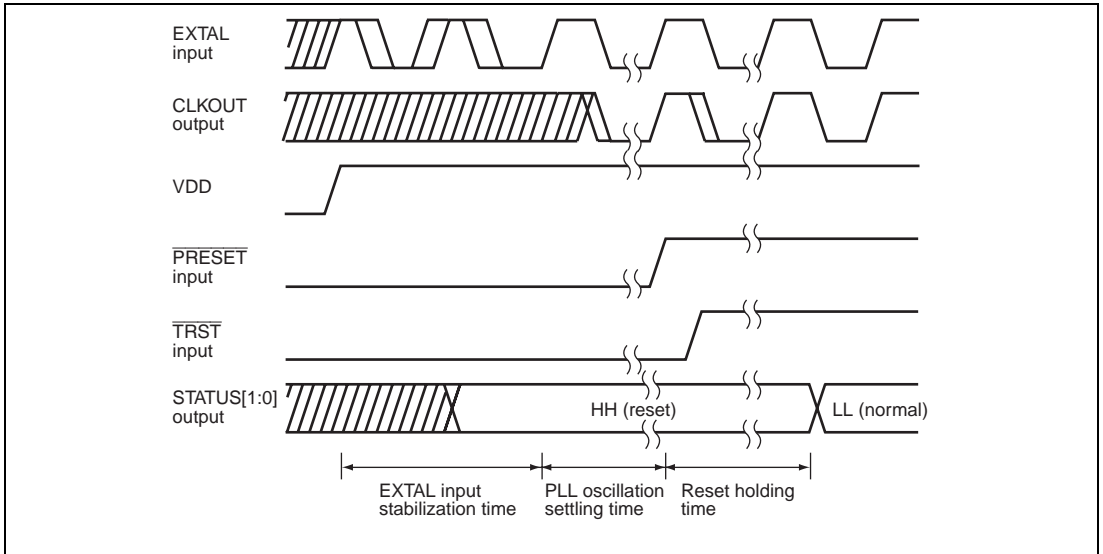 EXTAL
input
CLKOUT
output
VDD
PRESET
input
TRST
input
STATUS[1:0]
output
HH (reset)
LL (normal)
EXTAL input
stabilization time
PLL oscillation
settling time
Reset holding
time